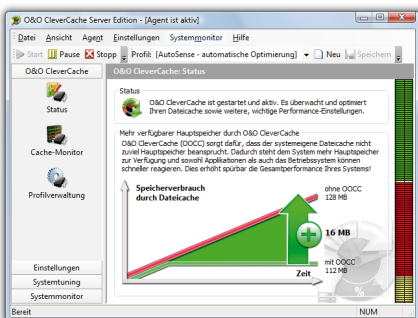 O&O CleverCache Server Edition - [Agent ist aktiv]
Datei Ansicht Agent Einstellungen Systemmonitor Hilfe
Start Pause Stopp Profil: [AutoSense - automatische Optimierung] Neu Speichern
O&O CleverCache
O&O CleverCache: Status
Status
Cache-Monitor
Profilverwaltung
Einstellungen
Systemtuning
Systemmonitor
Status
O&O CleverCache ist gestartet und aktiv. Es überwacht und optimiert
Ihren Dateicache sowie weitere, wichtige Performance-Einstellungen.
Mehr verfügbarer Hauptspeicher durch O&O CleverCache
O&O CleverCache (OOCC) sorgt dafür, dass der systemeigene Dateicache nicht
zuviel Hauptspeicher beansprucht. Dadurch steht dem System mehr Hauptspeicher
zur Verfügung und sowohl Applikationen als auch das Betriebssystem können
schneller reagieren. Dies erhöht spürbar die Gesamtperformance Ihres Systems!
Speicherverbrauch
durch Dateicache
ohne OOCC
128 MB
16 MB
mit OOCC
112 MB
Zeit
%
Bereit
NUM